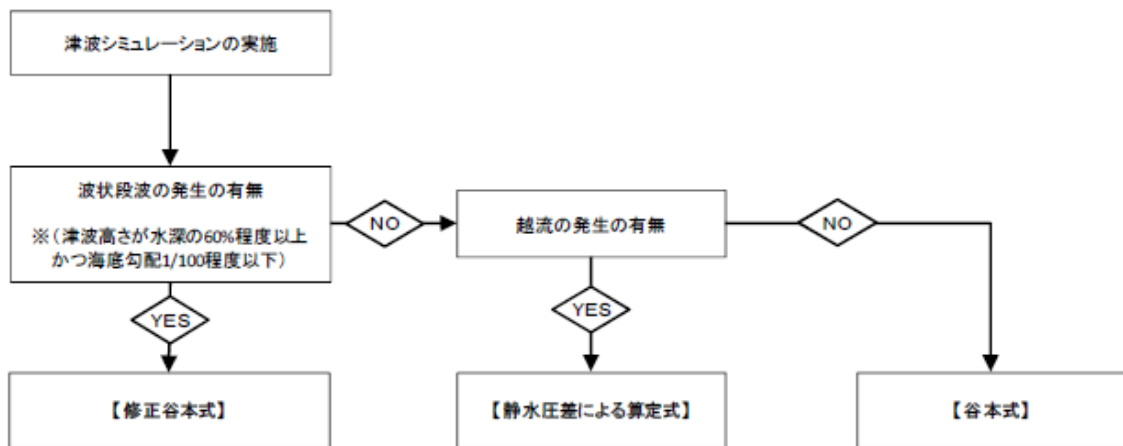 津波シミュレーションの実施
波状段波の発生の有無
※（津波高さが水深の60%程度以上
かつ海底勾配1/100程度以下）
NO
越流の発生の有無
NO
YES
YES
【修正谷本式】
【静水圧差による算定式】
【谷本式】